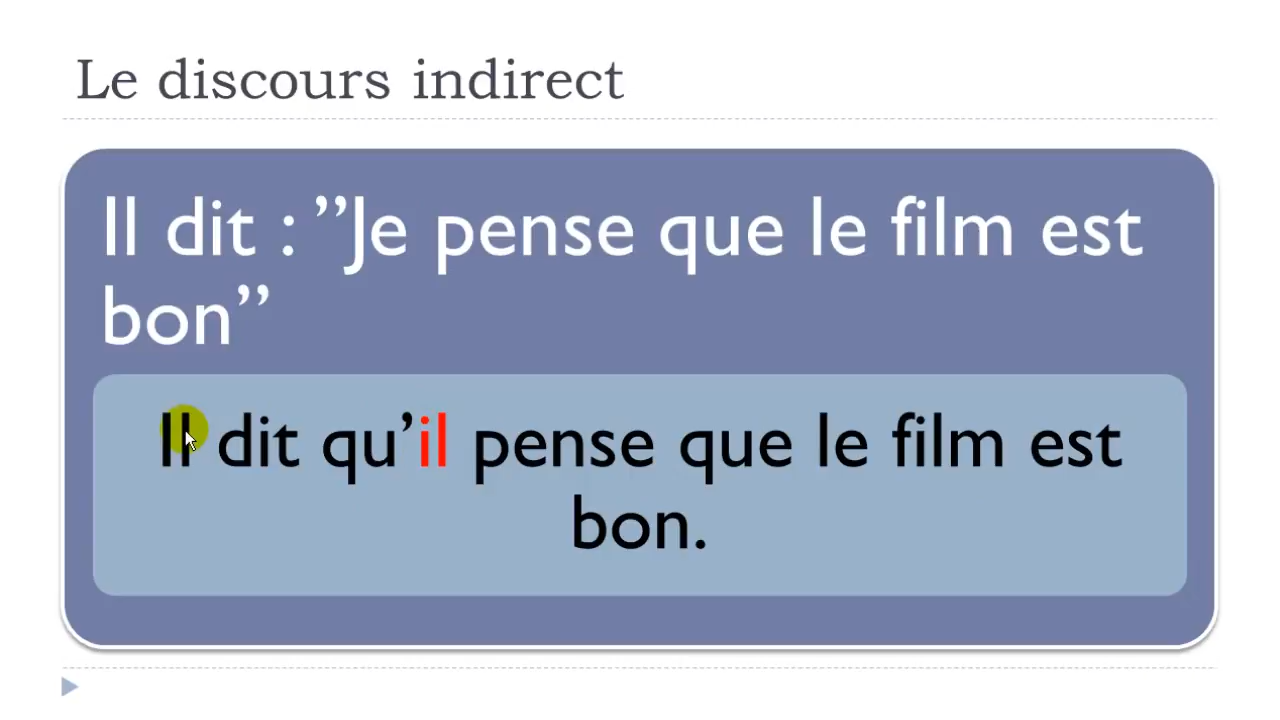 Le discours indirect
Il dit : ”Je pense que le film est
bon”
Il dit qu’il pense que le film est
bon.